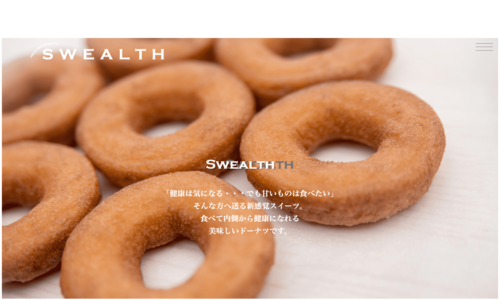 SWEALTH
SWEALTHTH
「健康は気になる・・・でも甘いものは食べたい」
そんな方へ送る新感覚スイーツ。
食べて内側から健康になれる
美味しいドーナツです。